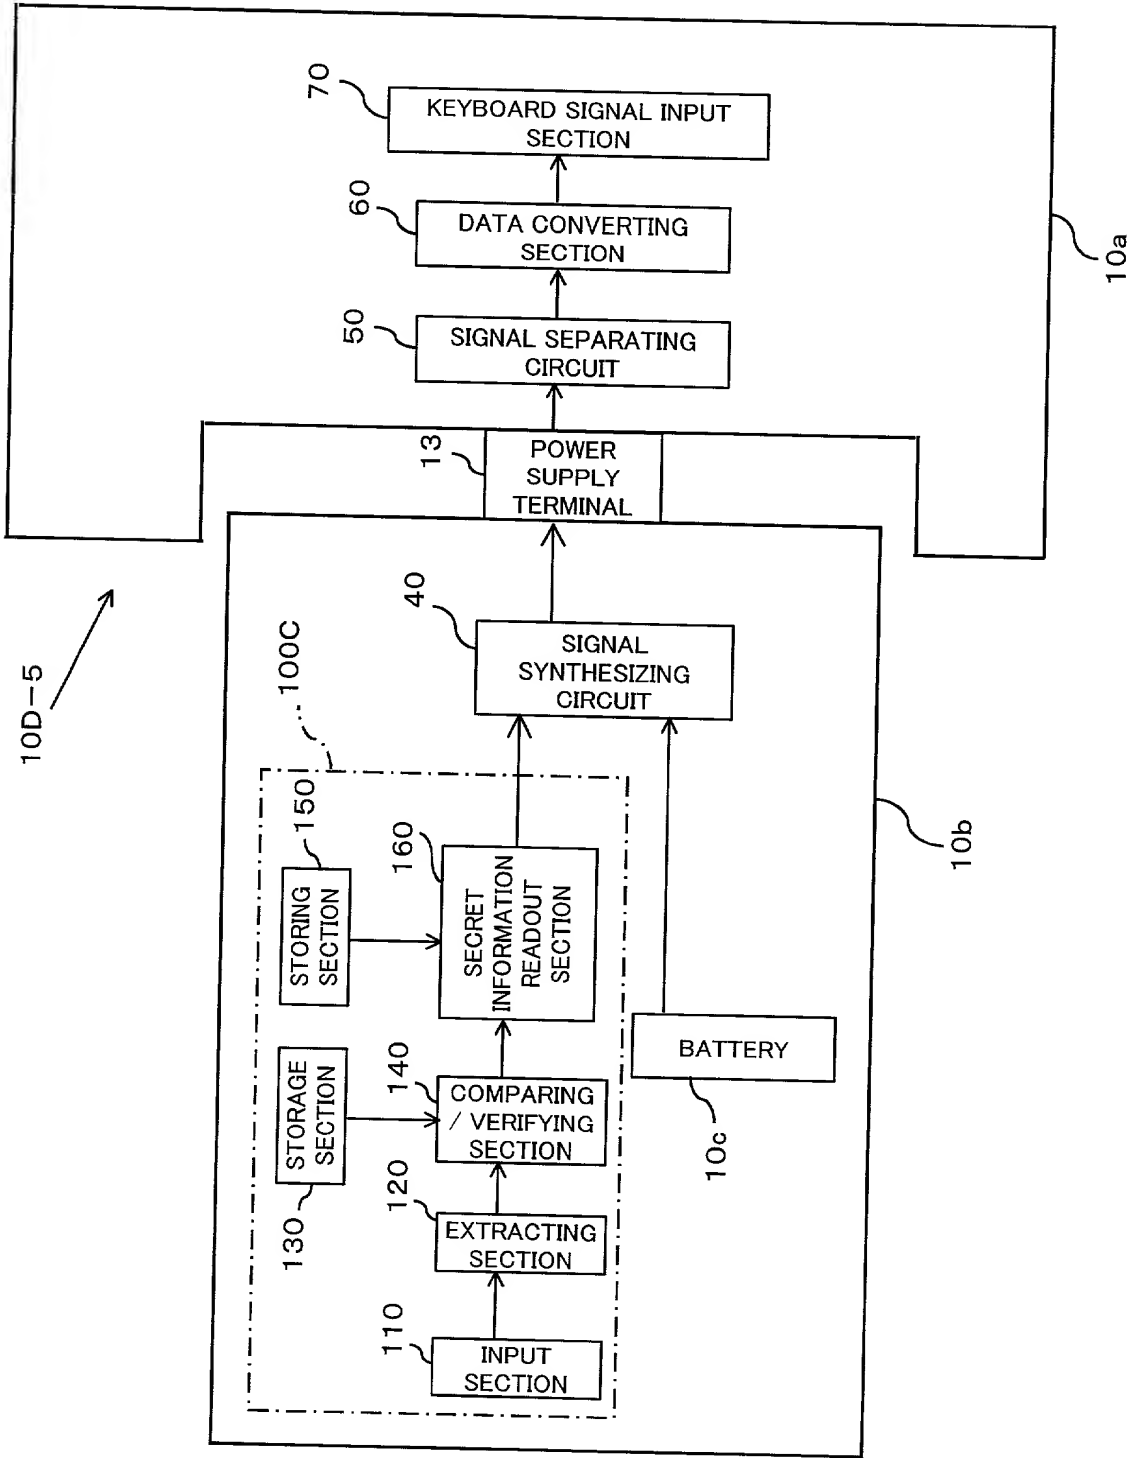 70
KEYBOARD SIGNAL INPUT
SECTION
60
DATA CONVERTING
SECTION
10a
50
SIGNAL SEPARATING
CIRCUIT
13
POWER
SUPPLY
TERMINAL
10D-5
40
SIGNAL
SYNTHESIZING
CIRCUIT
100C
150
STORING
SECTION
160
SECRET
INFORMATION
READOUT
SECTION
10b
130
STORAGE
SECTION
140
COMPARING
/ VERIFYING
SECTION
BATTERY
10c
120
EXTRACTING
SECTION
110
INPUT
SECTION